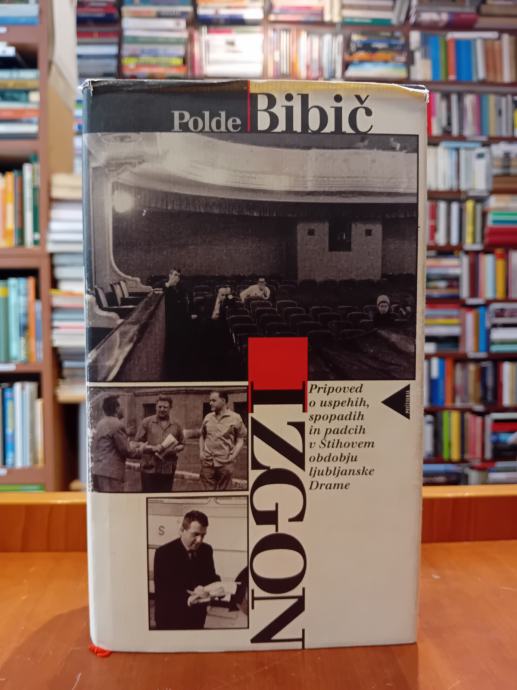 Polde Bibič
IZGON
Pripoved
o uspehih,
spopadih
in padcih
v Štihovem
obdobju
ljubljanske
Drame